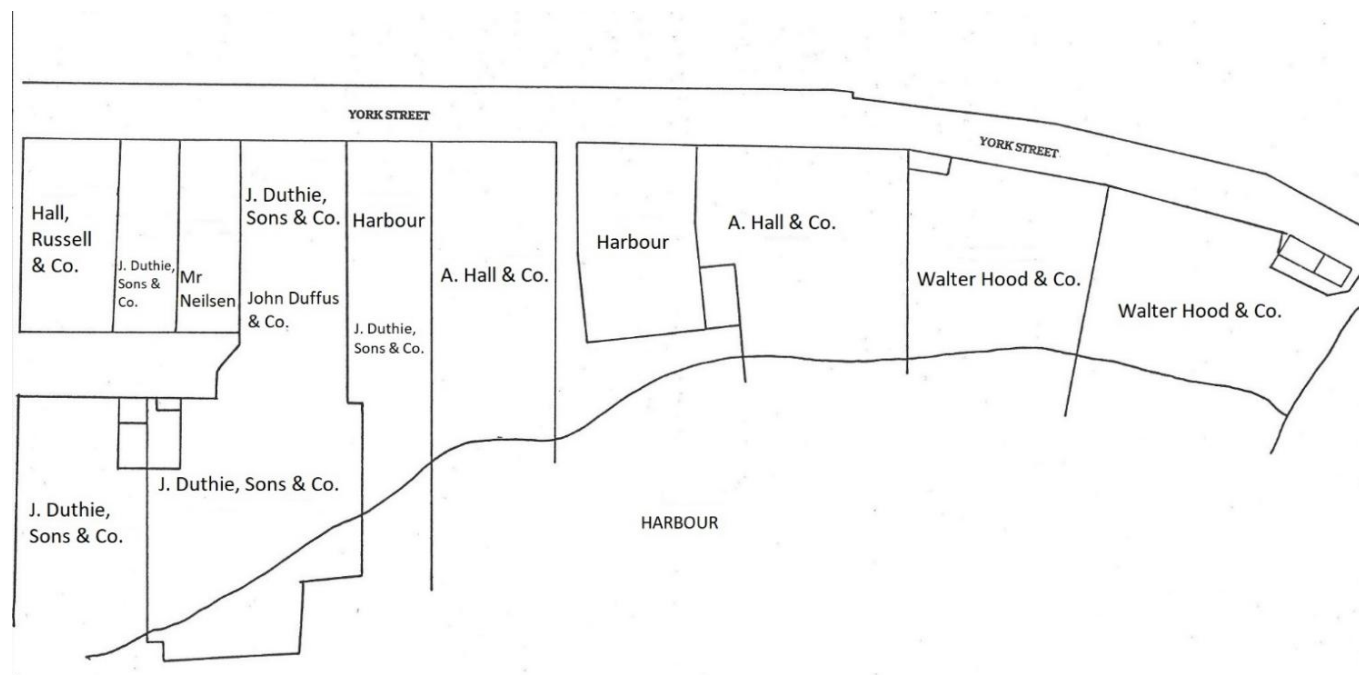 YORK STREET
YORK STREET
Hall,
Russell
& Co.
J. Duthie,
Sons &
Co.
Mr
Neilsen
J. Duthie,
Sons & Co.
John Duffus
& Co.
Harbour
J. Duthie,
Sons & Co.
A. Hall & Co.
Harbour
A. Hall & Co.
Walter Hood & Co.
Walter Hood & Co.
J. Duthie,
Sons & Co.
J. Duthie, Sons & Co.
HARBOUR